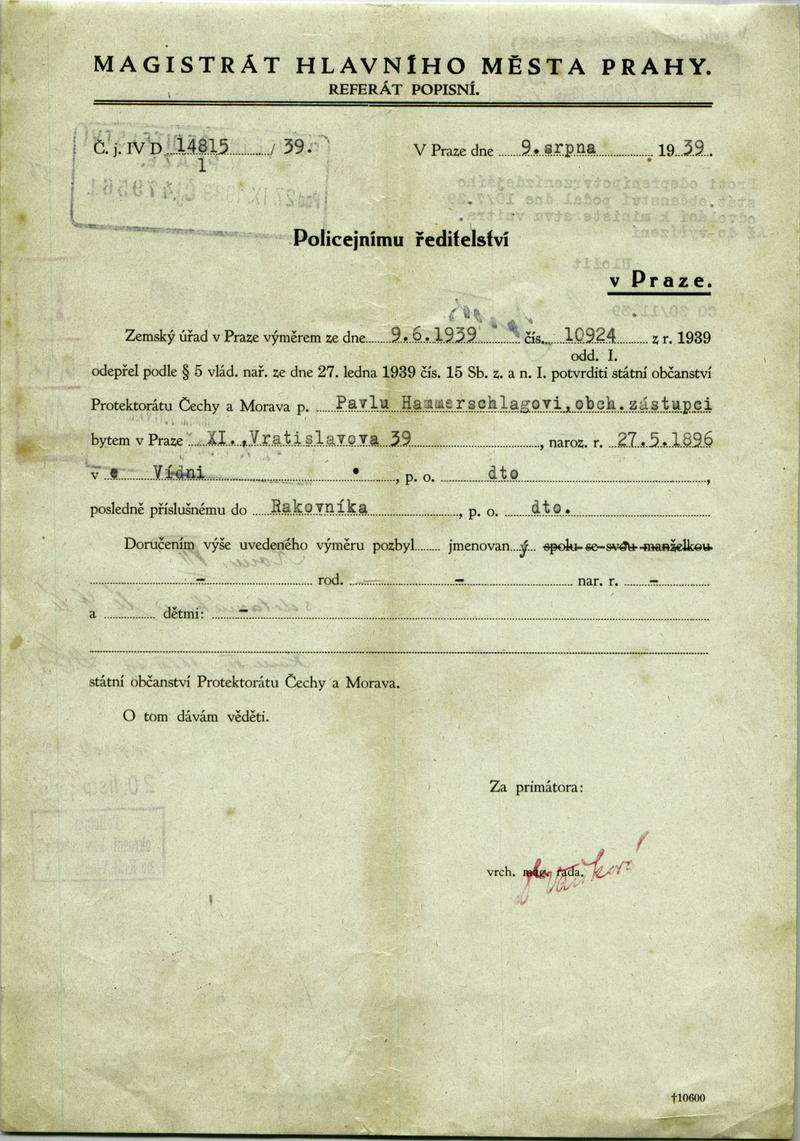 MAGISTRÁT HLAVNÍHO MĚSTA PRAHY.
REFERÁT POPISNÍ.
Č. j. IV D 14815 / 39. V Praze dne 9. srpna 1939.
1
Policejnímu ředitelství
v Praze.
Zemský úřad v Praze výměrem ze dne 9.6.1939 čís. 10924 z r. 1939
odd. I.
odepřel podle § 5 vlád. nař. ze dne 27. ledna 1939 čís. 15 Sb. z. a n. I. potvrditi státní občanství
Protektorátu Čechy a Morava p. Pavlu Hammerschlagovi, obch. zástupci
bytem v Praze XI., Vratislavova 39, naroz. r. 27.5.1896
v Vídni, p. o. dto,
posledně příslušnému do Rakovníka, p. o. dto.
Doručením výše uvedeného výměru pozbyl jmenovaný spolu se svou manželkou
– rod. – nar. r. –
a dětmi: –
státní občanství Protektorátu Čechy a Morava.
O tom dávám věděti.
Za primátora:
vrch. mag. rada.
†10600